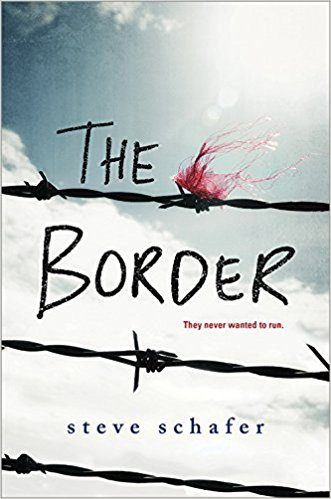 THE
BORDER
They never wanted to run.
steve schafer